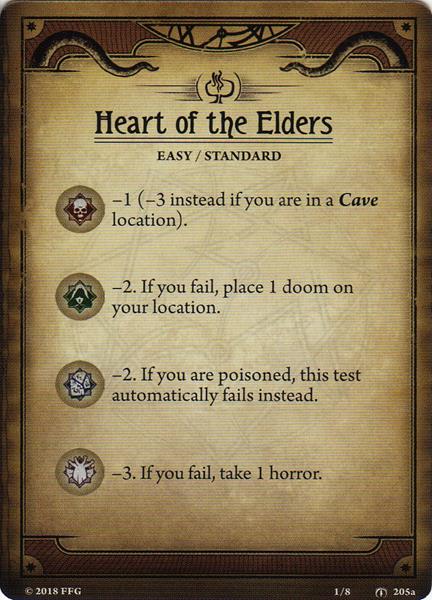 Heart of the Elders
EASY / STANDARD
–1 (–3 instead if you are in a Cave
location).
–2. If you fail, place 1 doom on
your location.
–2. If you are poisoned, this test
automatically fails instead.
–3. If you fail, take 1 horror.
© 2018 FFG
1/8
205a